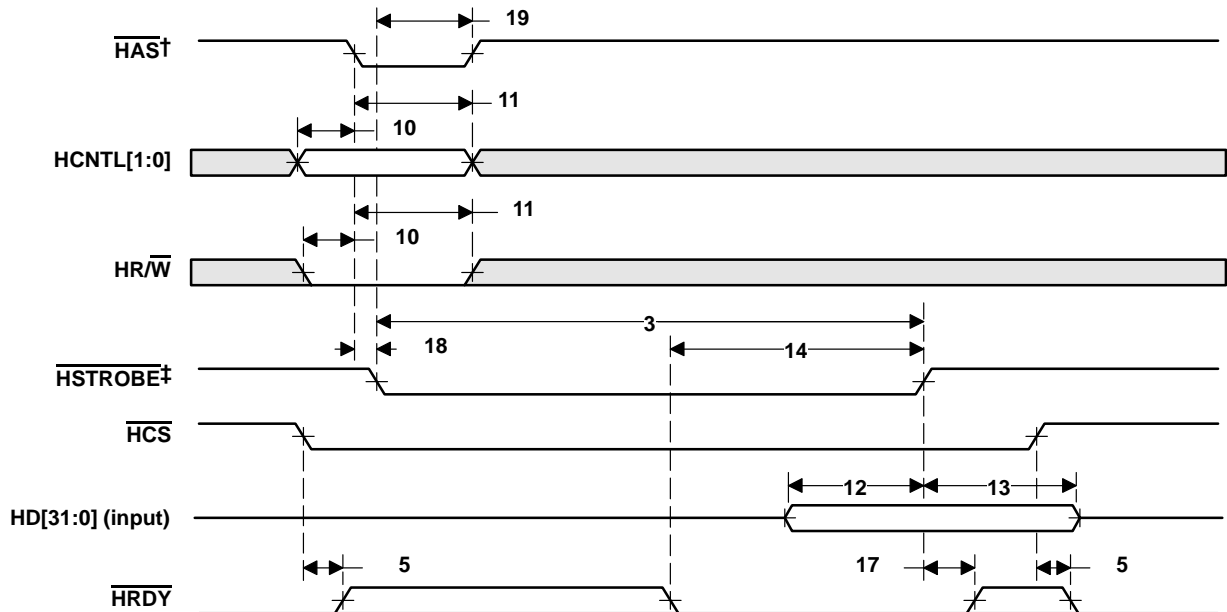 19
HAS†
11
10
HCNTL[1:0]
11
10
HR/W
3
18
14
HSTROBE‡
HCS
12
13
HD[31:0] (input)
5
17
5
HRDY